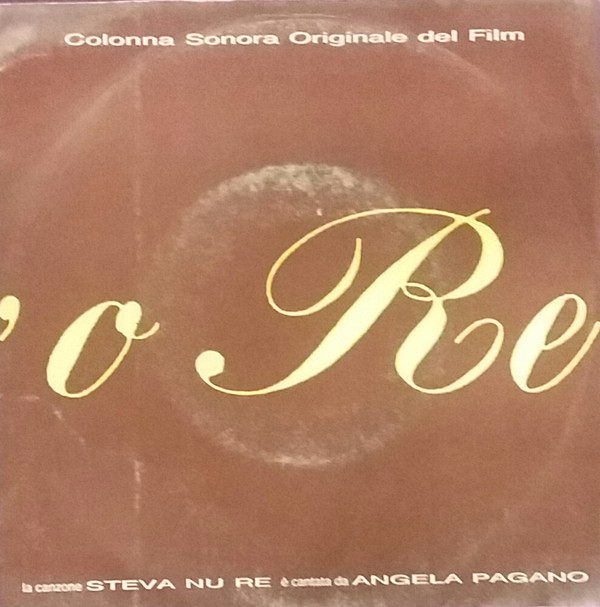 Colonna Sonora Originale del Film
'o Re
la canzone STEVA NU RE è cantata da ANGELA PAGANO